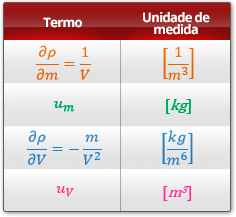 Termo Unidade de medida
∂ρ/∂m = 1/V [1/m³]
u_m [kg]
∂ρ/∂V = − m/V² [kg/m⁶]
u_V [m³]